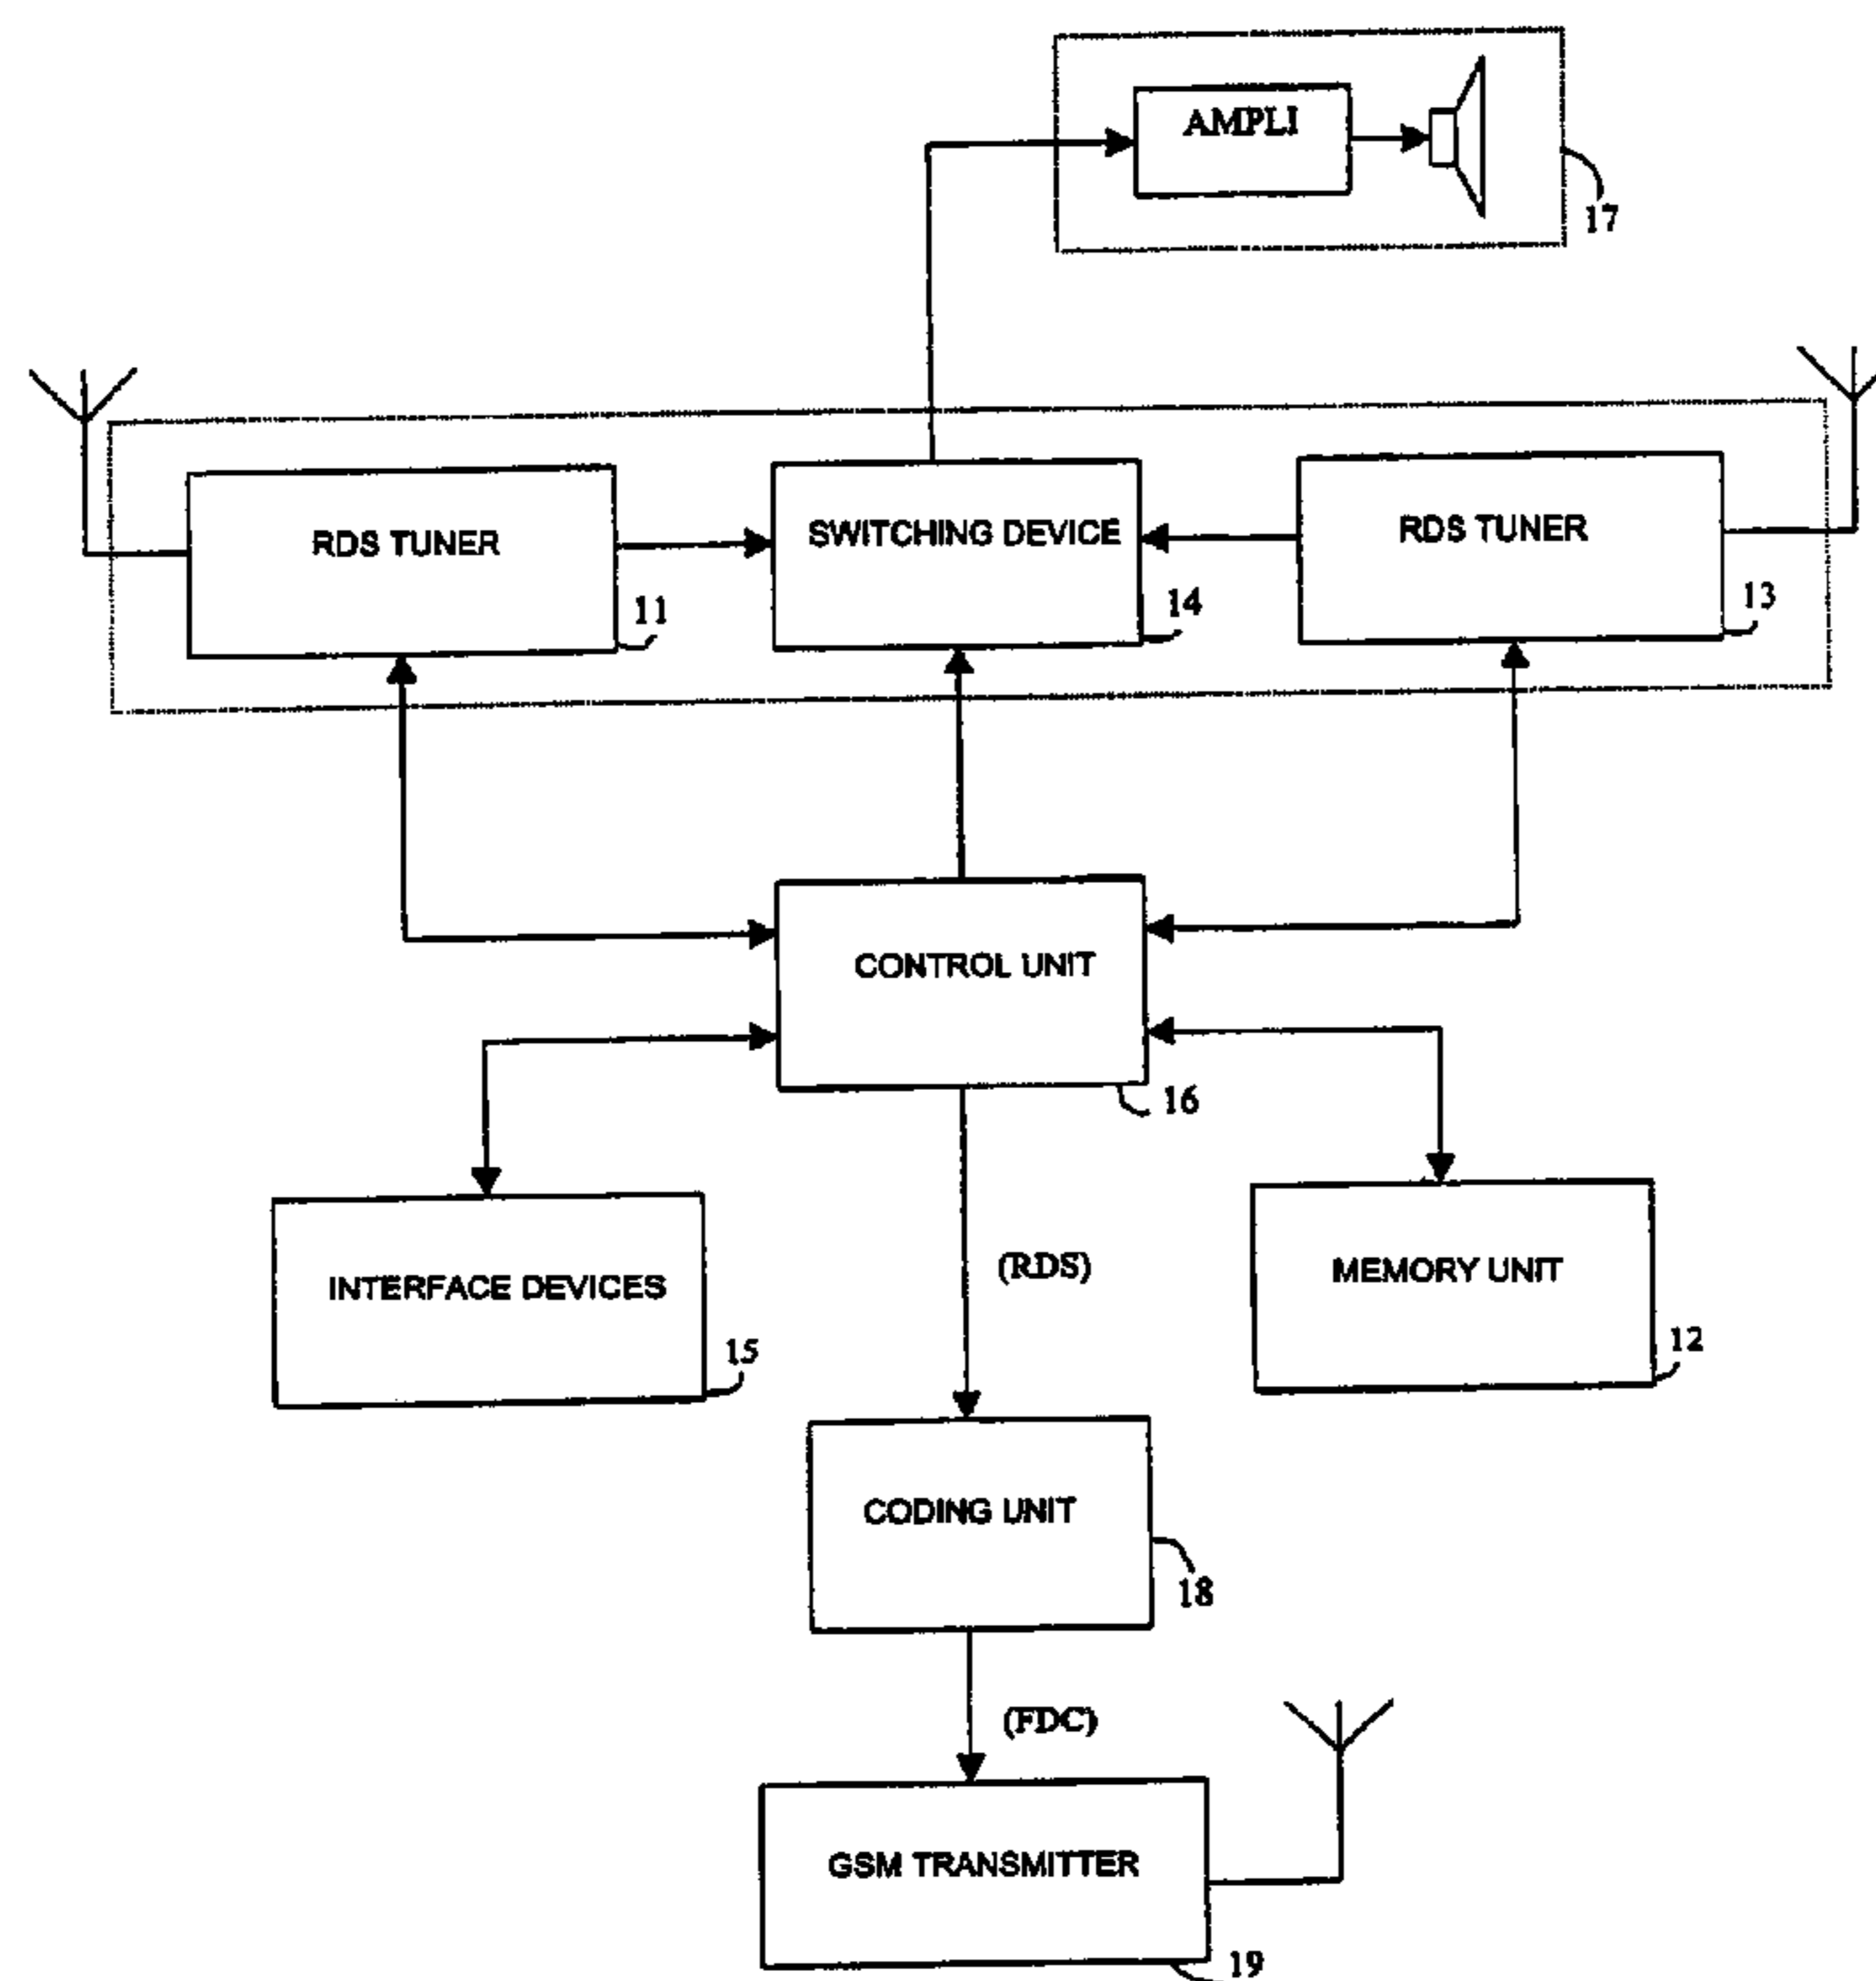 AMPLI
17
RDS TUNER
11
SWITCHING DEVICE
14
RDS TUNER
13
CONTROL UNIT
16
INTERFACE DEVICES
15
(RDS)
MEMORY UNIT
12
CODING UNIT
18
(FDC)
GSM TRANSMITTER
19